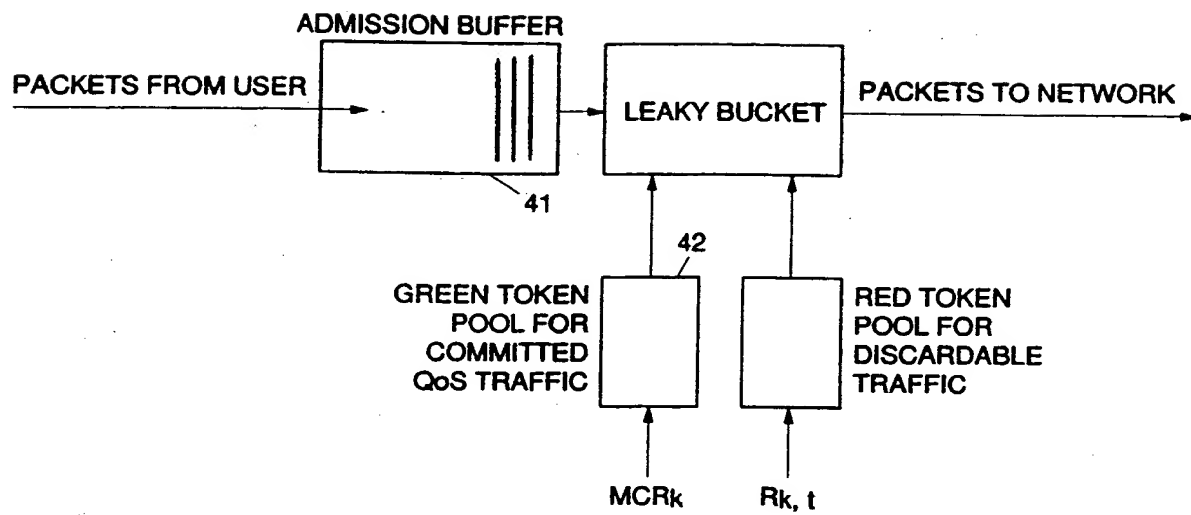 ADMISSION BUFFER
PACKETS FROM USER
LEAKY BUCKET
PACKETS TO NETWORK
41
42
GREEN TOKEN
POOL FOR
COMMITTED
QoS TRAFFIC
RED TOKEN
POOL FOR
DISCARDABLE
TRAFFIC
MCRk
Rk, t